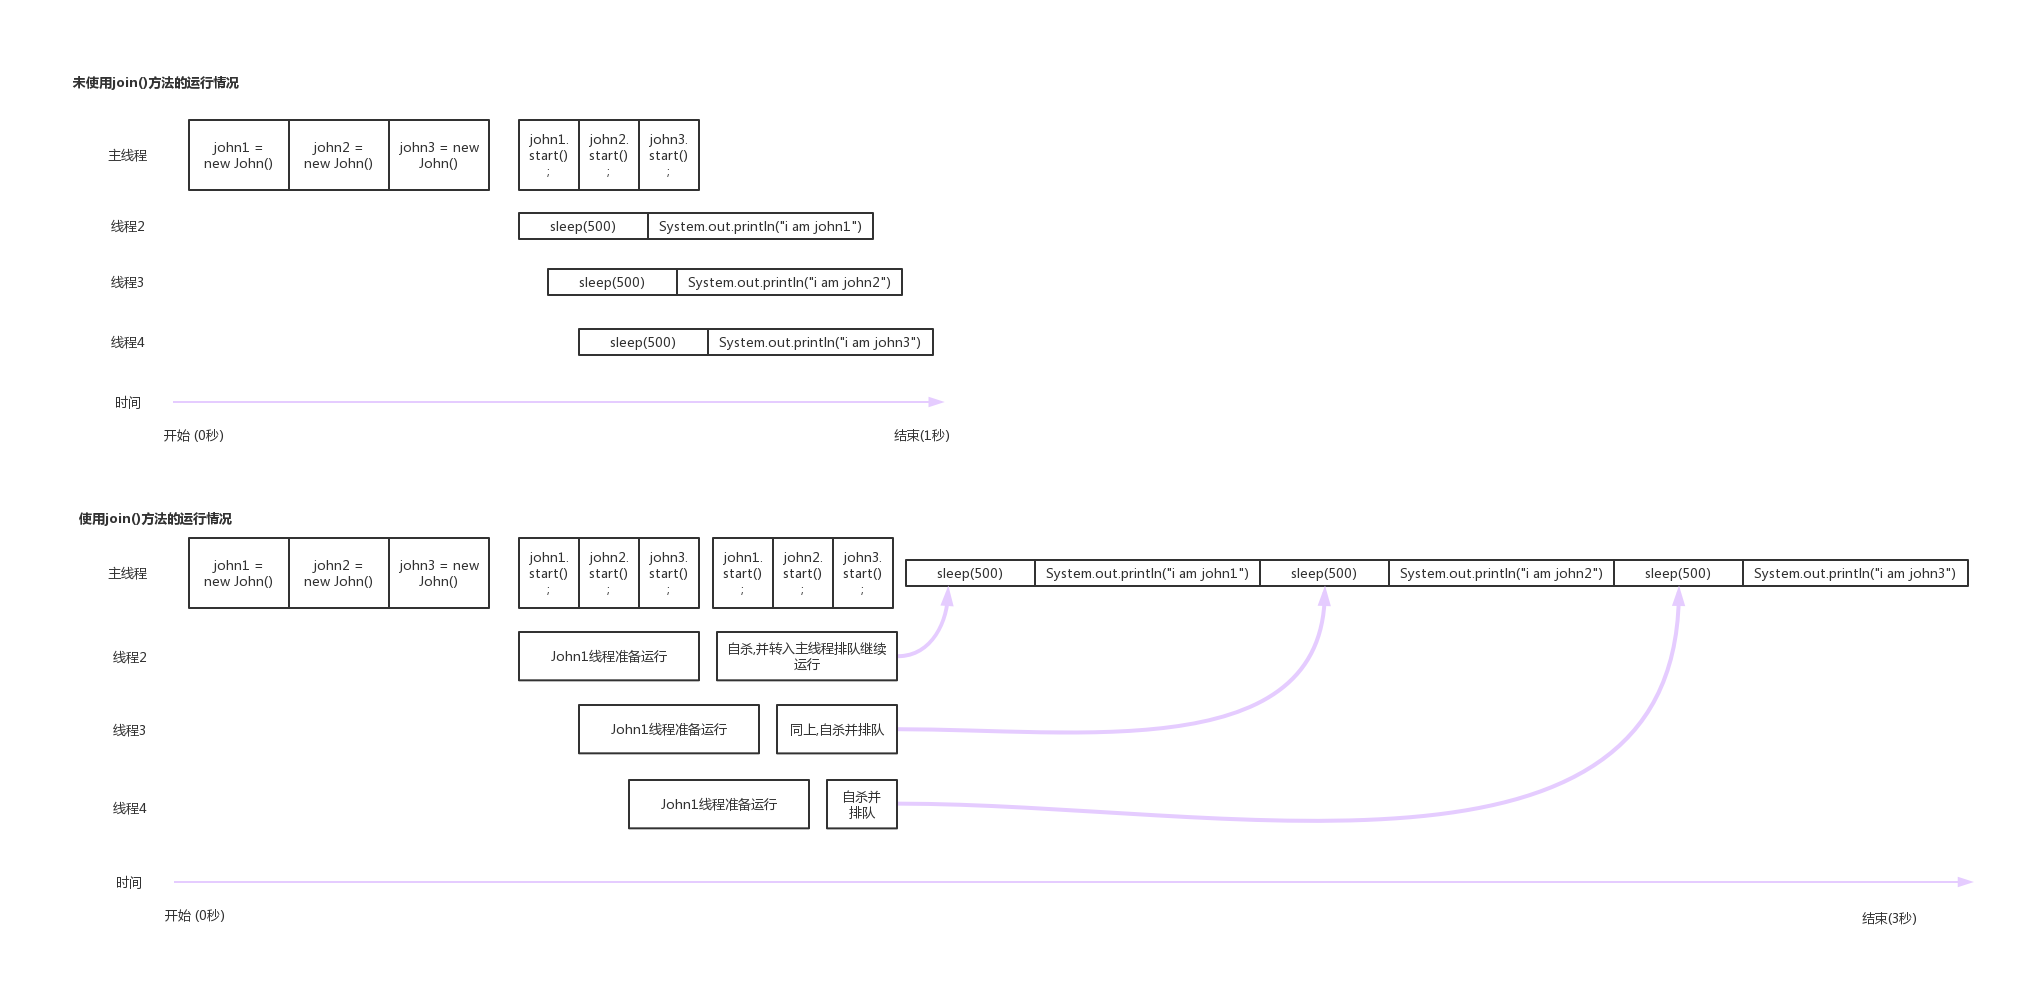 未使用join()方法的运行情况
主线程
john1 =
new John()
john2 =
new John()
john3 = new
John()
john1.
start()
;
john2.
start()
;
john3.
start()
;
线程2
sleep(500)
System.out.println("i am john1")
线程3
sleep(500)
System.out.println("i am john2")
线程4
sleep(500)
System.out.println("i am john3")
时间
开始 (0秒)
结束(1秒)
使用join()方法的运行情况
主线程
john1 =
new John()
john2 =
new John()
john3 = new
John()
john1.
start()
;
john2.
start()
;
john3.
start()
;
john1.
start()
;
john2.
start()
;
john3.
start()
;
sleep(500)
System.out.println("i am john1")
sleep(500)
System.out.println("i am john2")
sleep(500)
System.out.println("i am john3")
线程2
John1线程准备运行
自杀,并转入主线程排队继续
运行
线程3
John1线程准备运行
同上,自杀并排队
线程4
John1线程准备运行
自杀并
排队
时间
开始 (0秒)
结束(3秒)